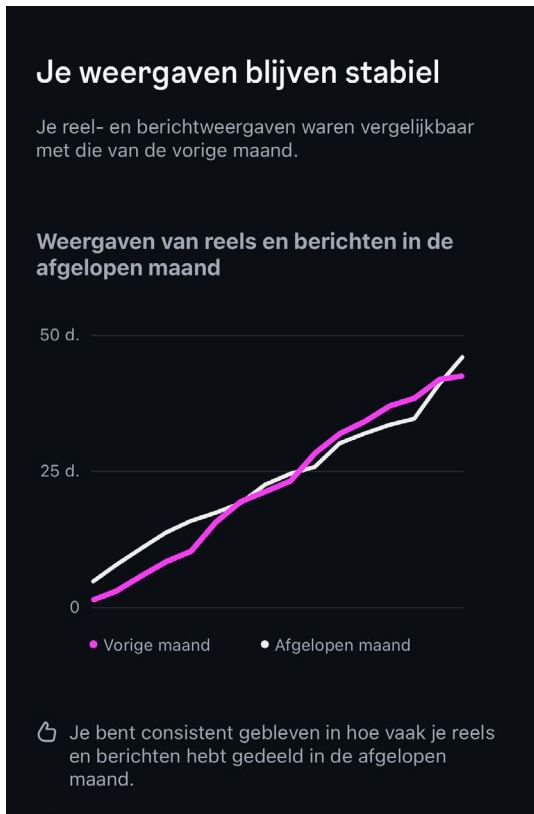 Je weergaven blijven stabiel
Je reel- en berichtweergaven waren vergelijkbaar
met die van de vorige maand.
Weergaven van reels en berichten in de
afgelopen maand
50 d.
25 d.
0
Vorige maand
Afgelopen maand
Je bent consistent gebleven in hoe vaak je reels
en berichten hebt gedeeld in de afgelopen
maand.